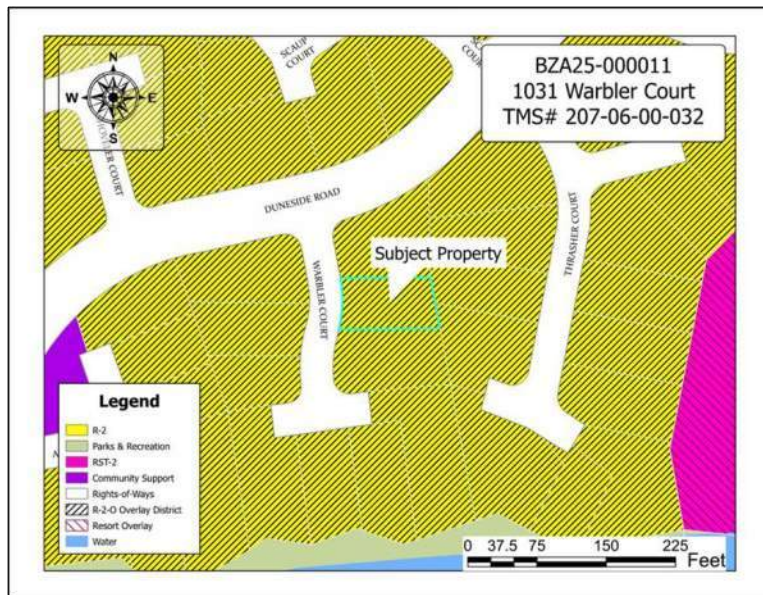 SCAUP
COURT
BZA25-000011
1031 Warbler Court
TMS# 207-06-00-032
N
W
E
S
COURT
DUNESIDE ROAD
Subject Property
WARBLER COURT
THRASHER COURT
Legend
R-2
Parks & Recreation
RST-2
Community Support
Rights-of-Ways
R-2-O Overlay District
Resort Overlay
Water
0 37.5 75 150 225
Feet